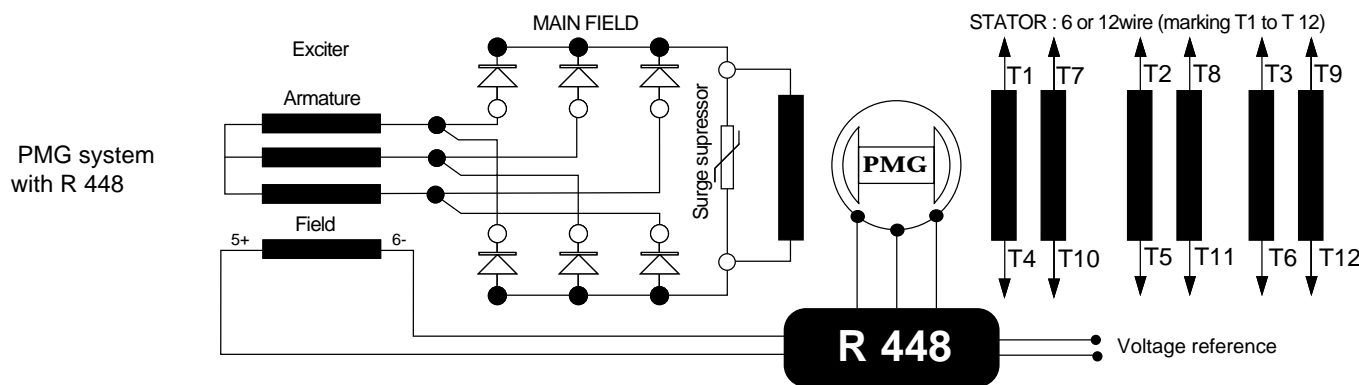 MAIN FIELD
STATOR : 6 or 12wire (marking T1 to T 12)
Exciter
T1 T7 T2 T8 T3 T9
Armature
PMG system
with R 448
Surge supressor
PMG
Field
5+ 6-
T4 T10 T5 T11 T6 T12
R 448
Voltage reference